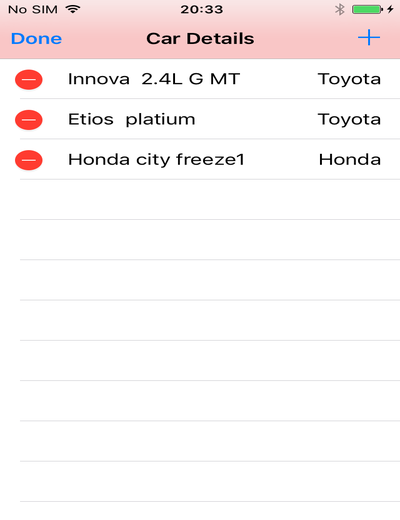 No SIM 20:33
Done Car Details +
Innova  2.4L G MT Toyota
Etios  platium Toyota
Honda city freeze1 Honda